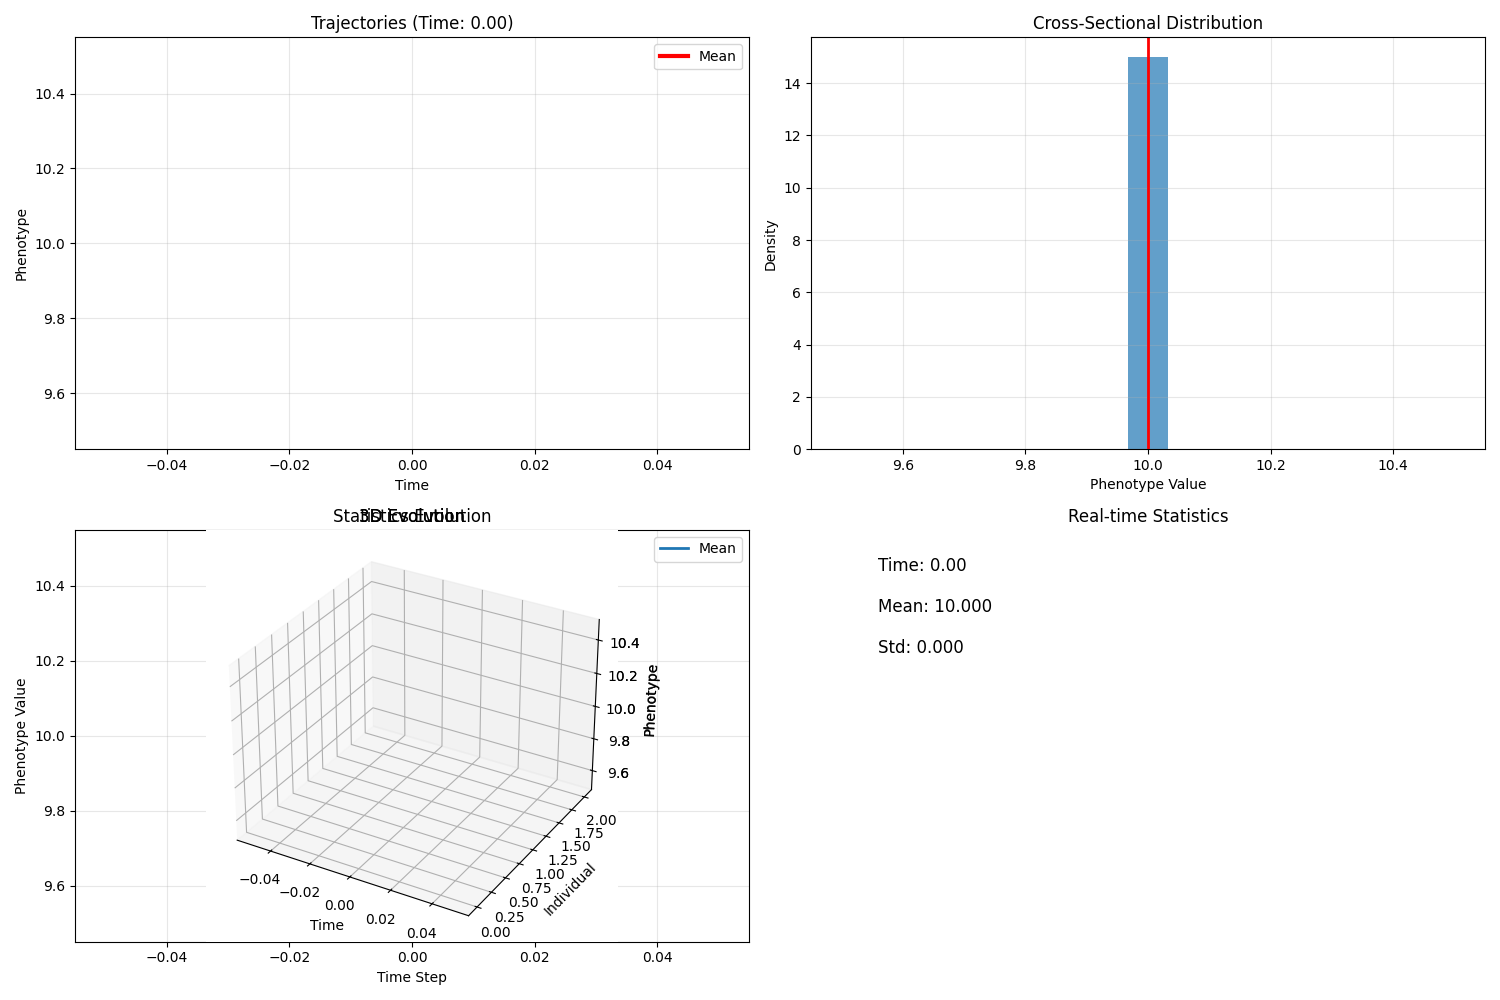 Trajectories (Time: 0.00)
Mean
Phenotype
10.4
10.2
10.0
9.8
9.6
−0.04 −0.02 0.00 0.02 0.04
Time
Cross-Sectional Distribution
Density
14
12
10
8
6
4
2
0
9.6 9.8 10.0 10.2 10.4
Phenotype Value
Statistics Evolution
3D Evolution
Mean
Phenotype Value
10.4
10.2
10.0
9.8
9.6
−0.04 −0.02 0.00 0.02 0.04
Time Step
10.4
10.2
10.0
9.8
9.6
Phenotype
2.00
1.75
1.50
1.25
1.00
0.75
0.50
0.25
0.00
Individual
−0.04
−0.02
0.00
0.02
0.04
Time
Real-time Statistics
Time: 0.00
Mean: 10.000
Std: 0.000